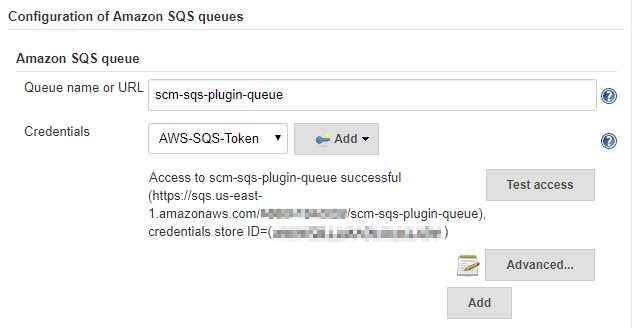 Configuration of Amazon SQS queues
Amazon SQS queue
Queue name or URL scm-sqs-plugin-queue
Credentials AWS-SQS-Token Add
Access to scm-sqs-plugin-queue successful
(https://sqs.us-east-
Test access
1.amazonaws.com/ /scm-sqs-plugin-queue),
credentials store ID=( )
Advanced...
Add